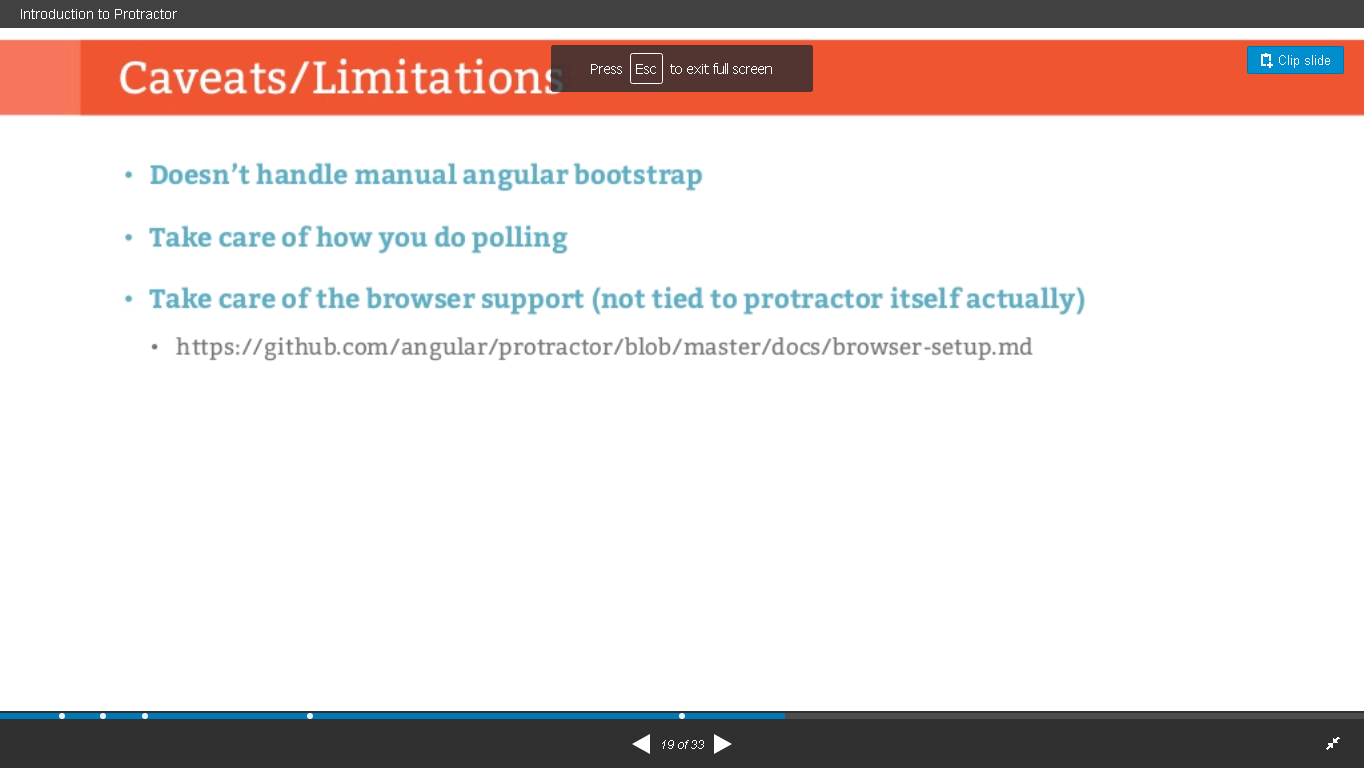 Introduction to Protractor
Caveats/Limitations
Press Esc to exit full screen
Clip slide
• Doesn't handle manual angular bootstrap
• Take care of how you do polling
• Take care of the browser support (not tied to protractor itself actually)
• https://github.com/angular/protractor/blob/master/docs/browser-setup.md
19 of 33